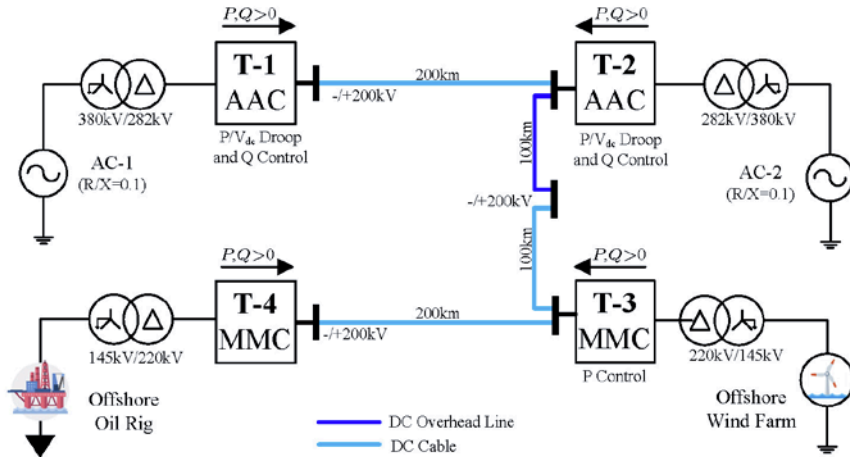 P,Q>0
P,Q>0
T-1
AAC
200km
T-2
AAC
-/+200kV
380kV/282kV
282kV/380kV
P/Vdc Droop
and Q Control
P/Vdc Droop
and Q Control
100km
AC-1
(R/X=0.1)
AC-2
(R/X=0.1)
-/+200kV
P,Q>0
100km
P,Q>0
T-4
MMC
200km
T-3
MMC
-/+200kV
145kV/220kV
220kV/145kV
P Control
Offshore
Oil Rig
Offshore
Wind Farm
DC Overhead Line
DC Cable